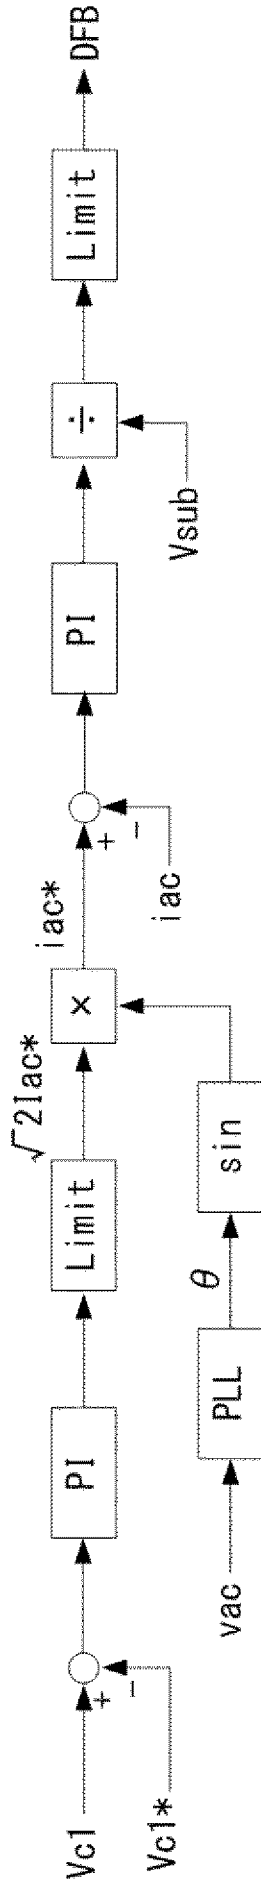 Vc1
+
−
Vc1*
PI
Limit
√2Iac*
×
iac*
+
−
iac
PI
÷
Vsub
Limit
DFB
vac
PLL
θ
sin